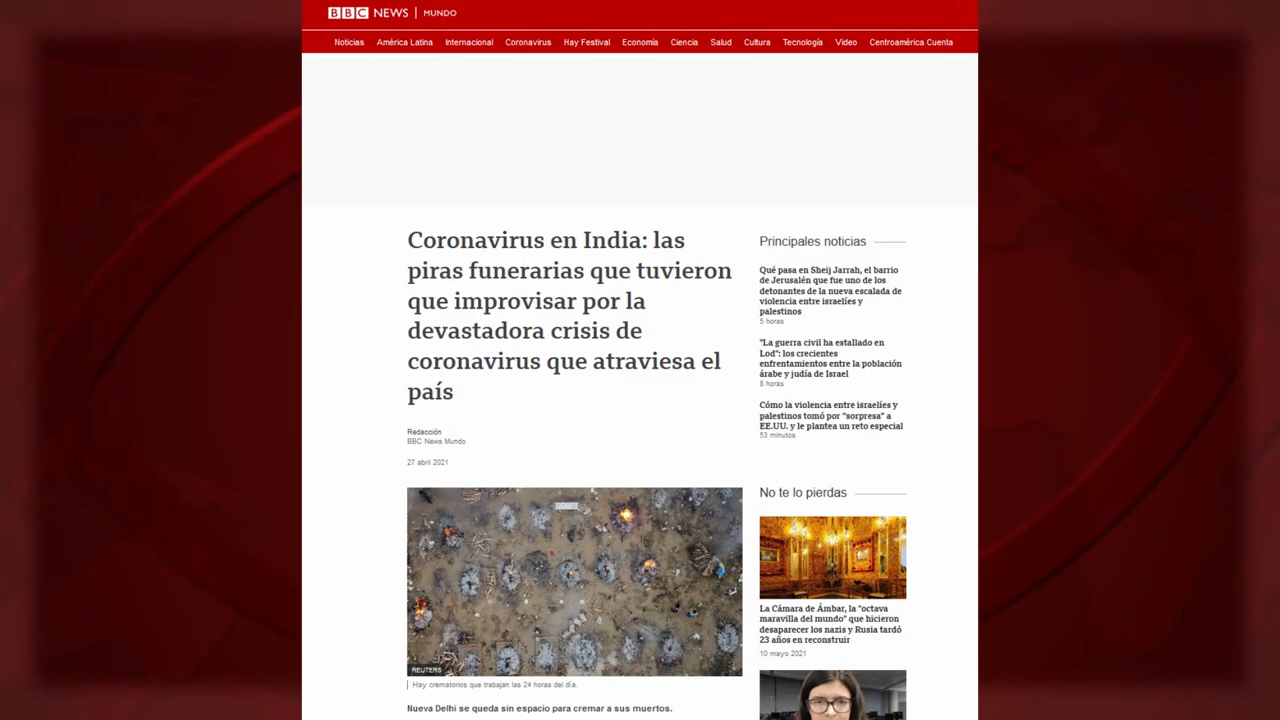 BBC NEWS | MUNDO
Noticias América Latina Internacional Coronavirus Hay Festival Economía Ciencia Salud Cultura Tecnología Video Centroamérica Cuenta
Coronavirus en India: las
piras funerarias que tuvieron
que improvisar por la
devastadora crisis de
coronavirus que atraviesa el
país
Redacción
BBC News Mundo
27 abril 2021
REUTERS
Hay crematorios que trabajan las 24 horas del día.
Nueva Delhi se queda sin espacio para cremar a sus muertos.
Principales noticias
Qué pasa en Sheij Jarrah, el barrio
de Jerusalén que fue uno de los
detonantes de la nueva escalada de
violencia entre israelíes y
palestinos
5 horas
"La guerra civil ha estallado en
Lod": los crecientes
enfrentamientos entre la población
árabe y judía de Israel
8 horas
Cómo la violencia entre israelíes y
palestinos tomó por "sorpresa" a
EE.UU. y le plantea un reto especial
53 minutos
No te lo pierdas
La Cámara de Ámbar, la "octava
maravilla del mundo" que hicieron
desaparecer los nazis y Rusia tardó
23 años en reconstruir
10 mayo 2021